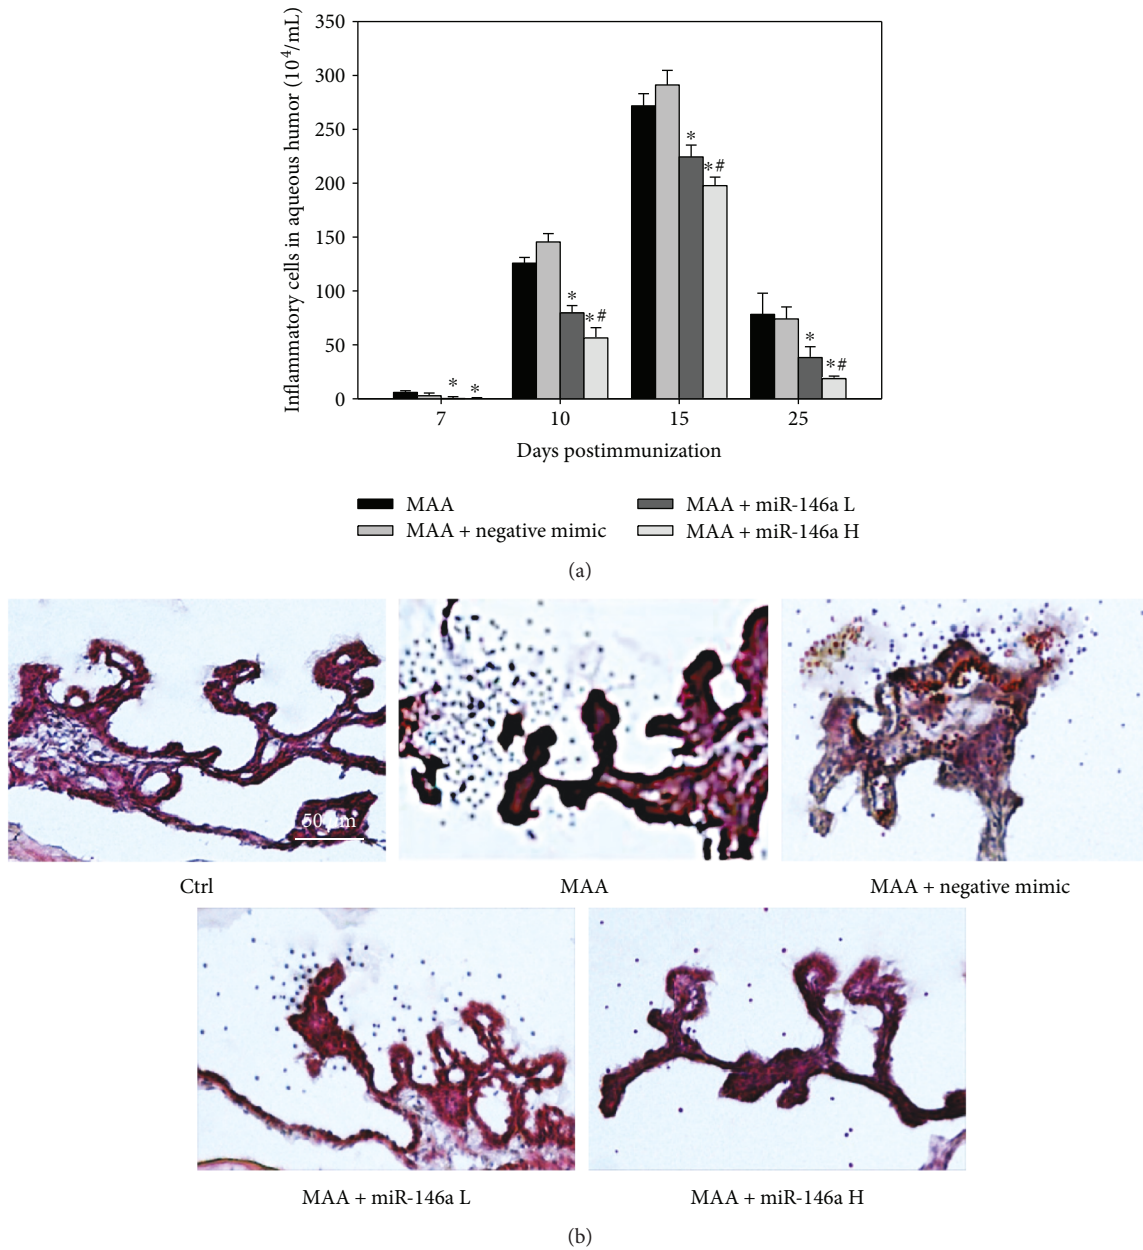 Inflammatory cells in aqueous humor (10⁴/mL)
350
300
250
200
150
100
50
0
* *
* *#
* *#
* *#
7 10 15 25
Days postimmunization
MAA MAA + miR-146a L
MAA + negative mimic MAA + miR-146a H
(a)
50 μm
Ctrl MAA MAA + negative mimic
MAA + miR-146a L MAA + miR-146a H
(b)